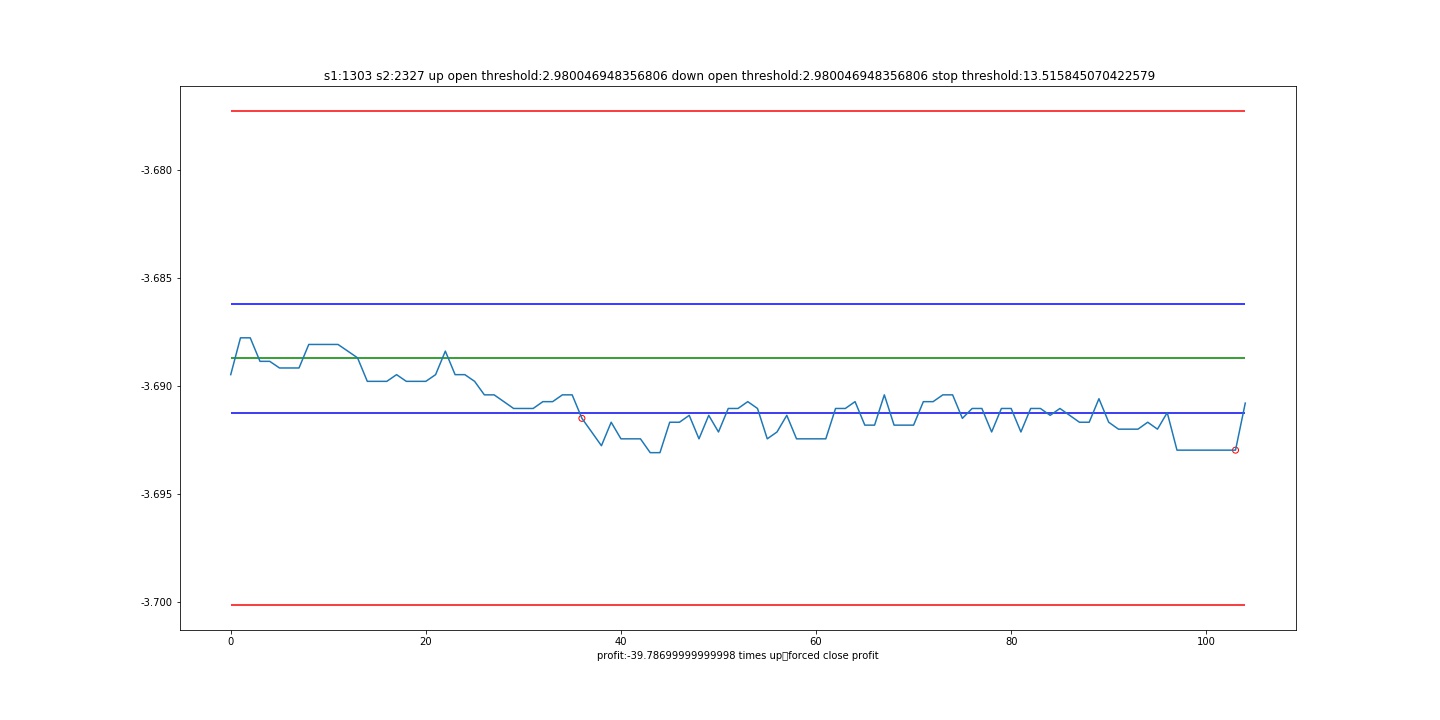 s1:1303 s2:2327 up open threshold:2.980046948356806 down open threshold:2.980046948356806 stop threshold:13.515845070422579
-3.680
-3.685
-3.690
-3.695
-3.700
0 20 40 60 80 100
profit:-39.78699999999998 times up▯forced close profit